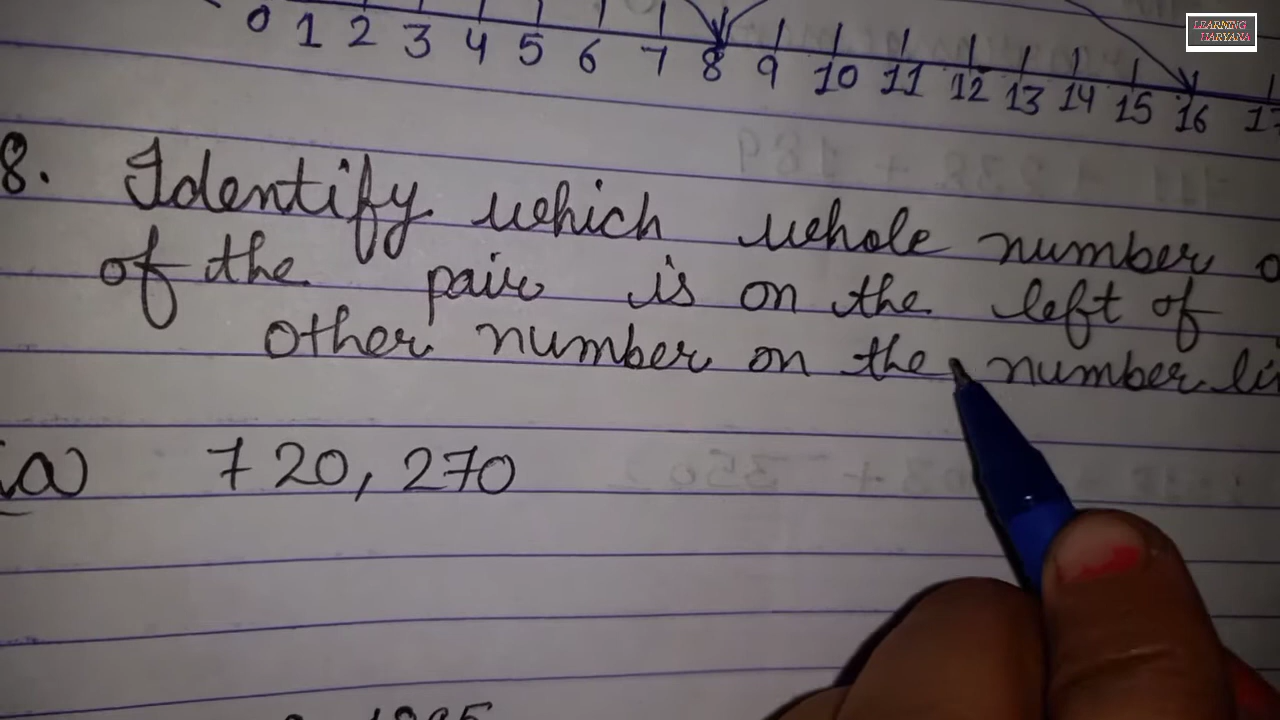 0 1 2 3 4 5 6 7 8 9 10 11 12 13 14 15 16
LEARNING
HARYANA
8. Identify which whole number
of the pair is on the left of
other number on the number
(a) 720, 270